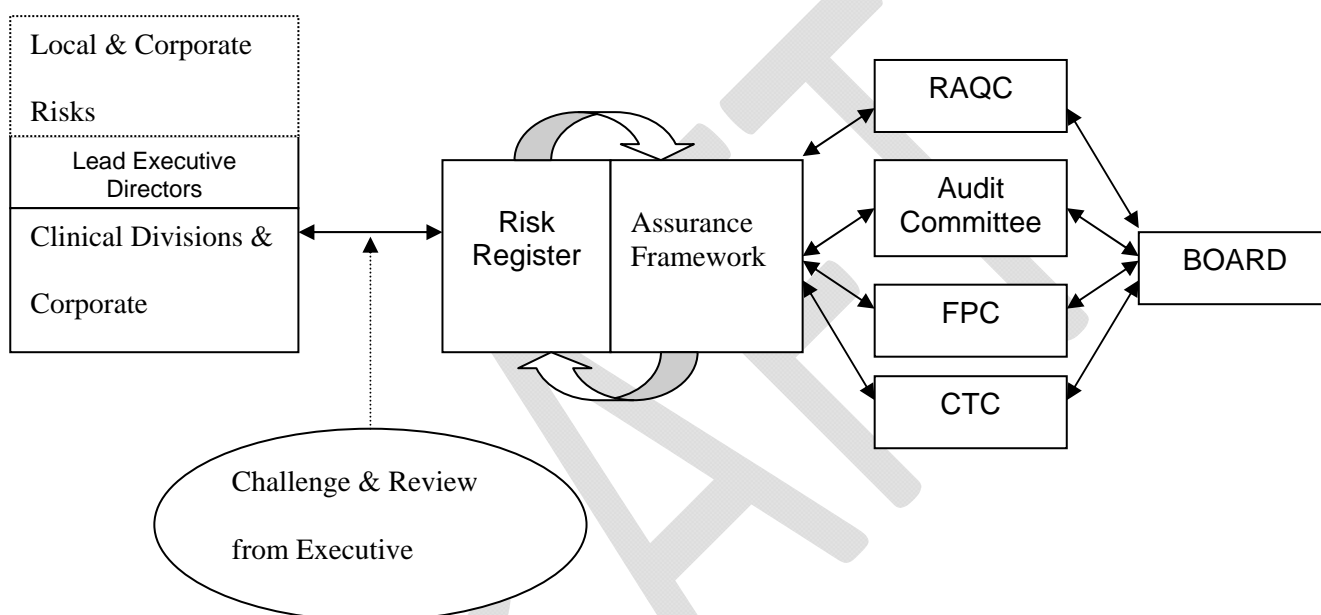 Local & Corporate
Risks
Lead Executive
Directors
Clinical Divisions &
Corporate
Risk
Register
Assurance
Framework
RAQC
Audit
Committee
FPC
CTC
BOARD
Challenge & Review
from Executive